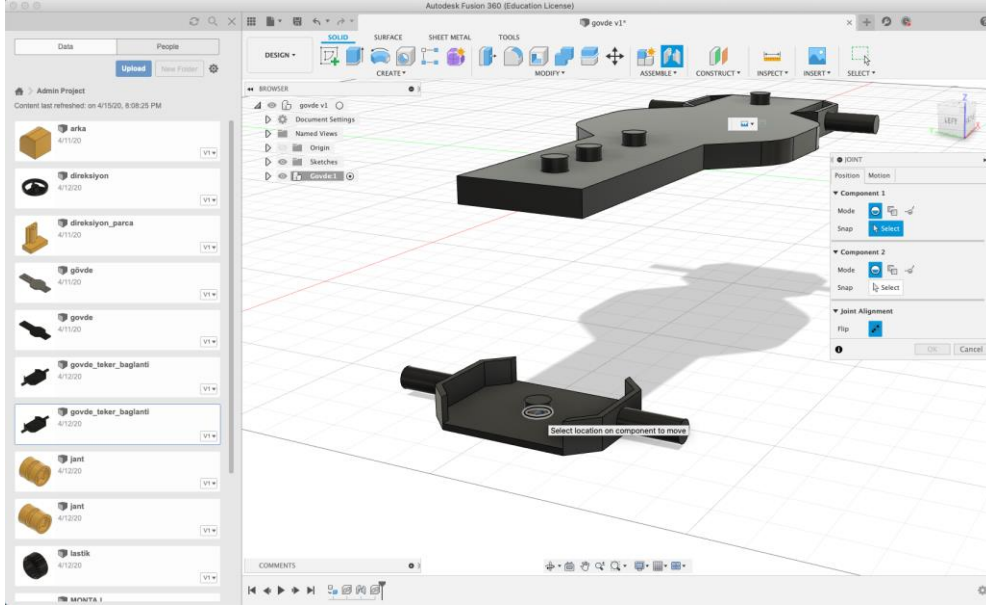 Autodesk Fusion 360 (Education License)
govde v1*
Data
People
Upload
New Folder
Admin Project
Content last refreshed: on 4/15/20, 8:08:25 PM
arka
4/11/20
V1
direksiyon
4/12/20
V1
direksiyon_parca
4/11/20
V1
gövde
4/11/20
V1
govde
4/11/20
V1
govde_teker_baglanti
4/12/20
V1
govde_teker_baglanti
4/12/20
V1
jant
4/12/20
V1
jant
4/12/20
V1
lastik
4/12/20
V1
DESIGN
SOLID
SURFACE
SHEET METAL
TOOLS
CREATE
MODIFY
ASSEMBLE
CONSTRUCT
INSPECT
INSERT
SELECT
BROWSER
govde v1
Document Settings
Named Views
Origin
Sketches
Govde:1
Z
LEFT
JOINT
Position
Motion
Component 1
Mode
Snap
Select
Component 2
Mode
Snap
Select
Joint Alignment
Flip
OK
Cancel
Select location on component to move
COMMENTS